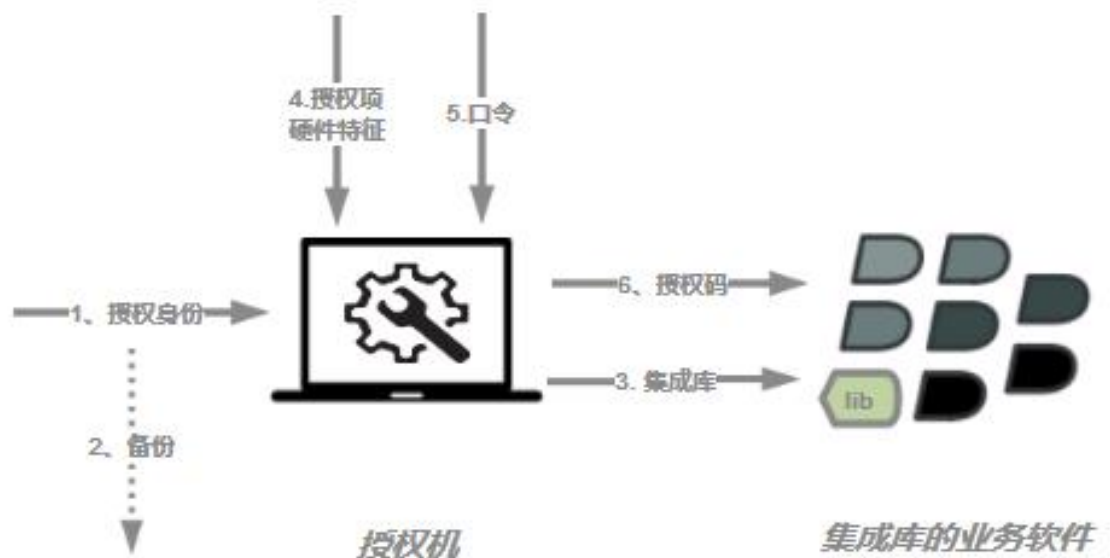 4.授权项
硬件特征
5.口令
6、授权码
1、授权身份
3. 集成库
lib
2、备份
授权机
集成库的业务软件